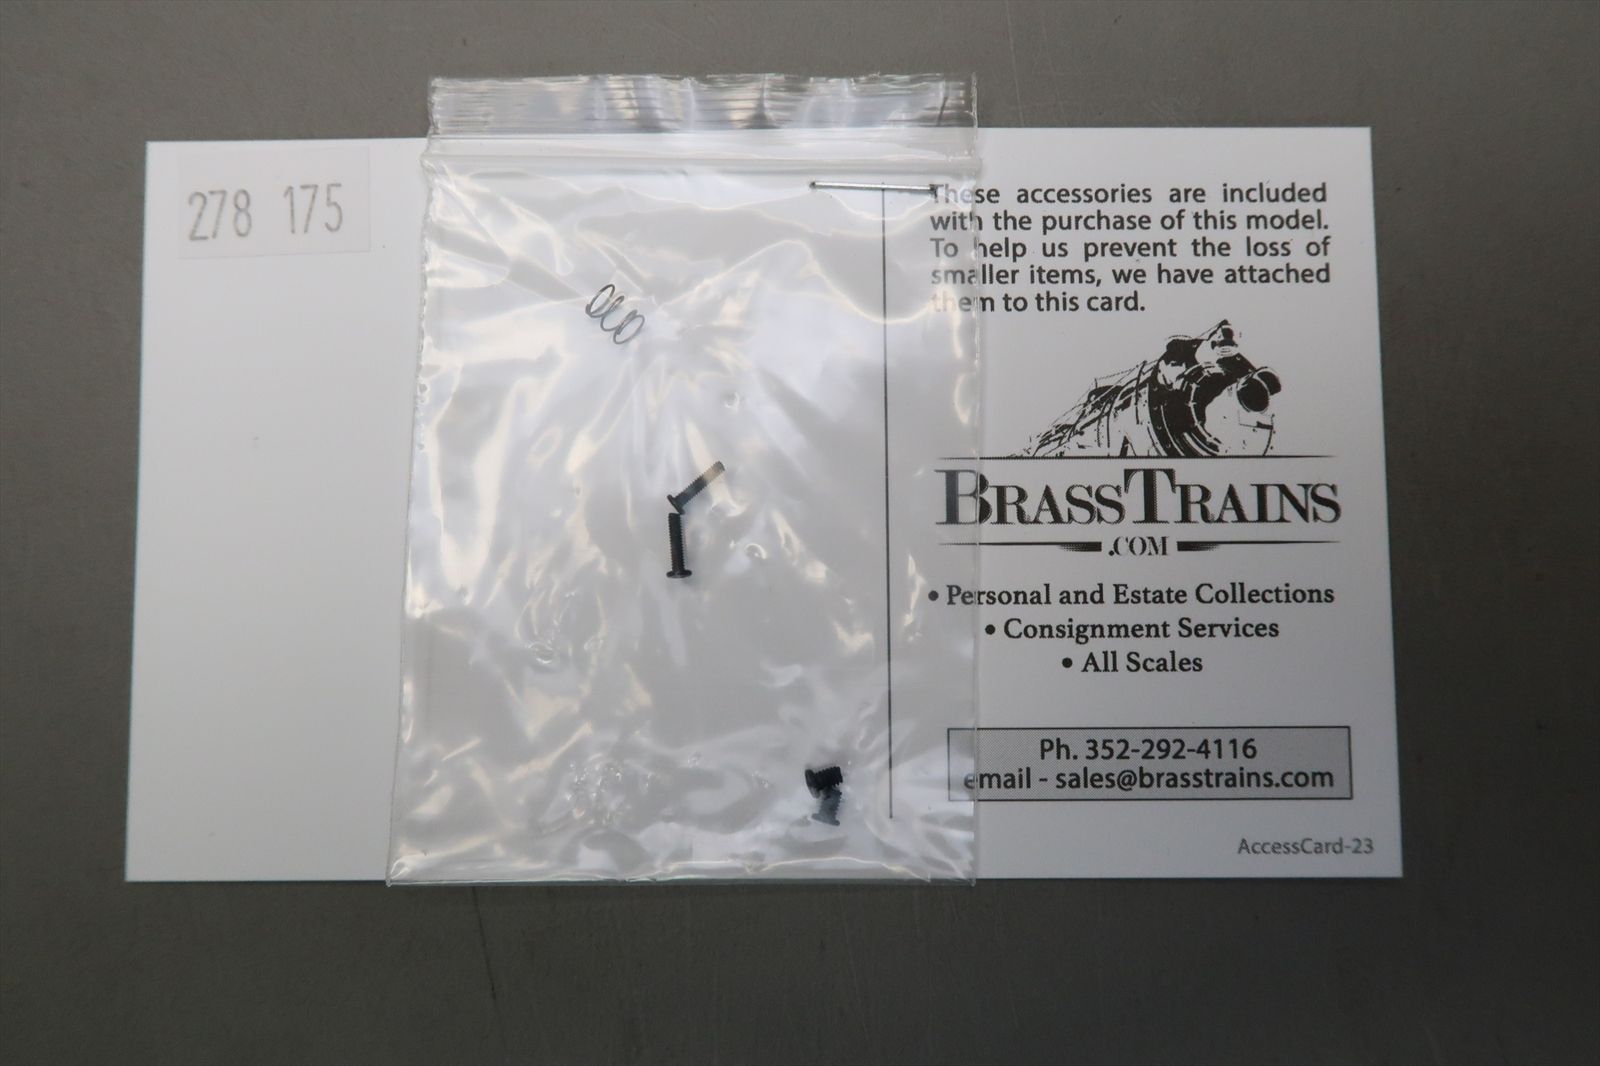 278 175
These accessories are included
with the purchase of this model.
To help us prevent the loss of
smaller items, we have attached
them to this card.
BRASSTRAINS
.COM
• Personal and Estate Collections
• Consignment Services
• All Scales
Ph. 352-292-4116
email - sales@brasstrains.com
AccessCard-23